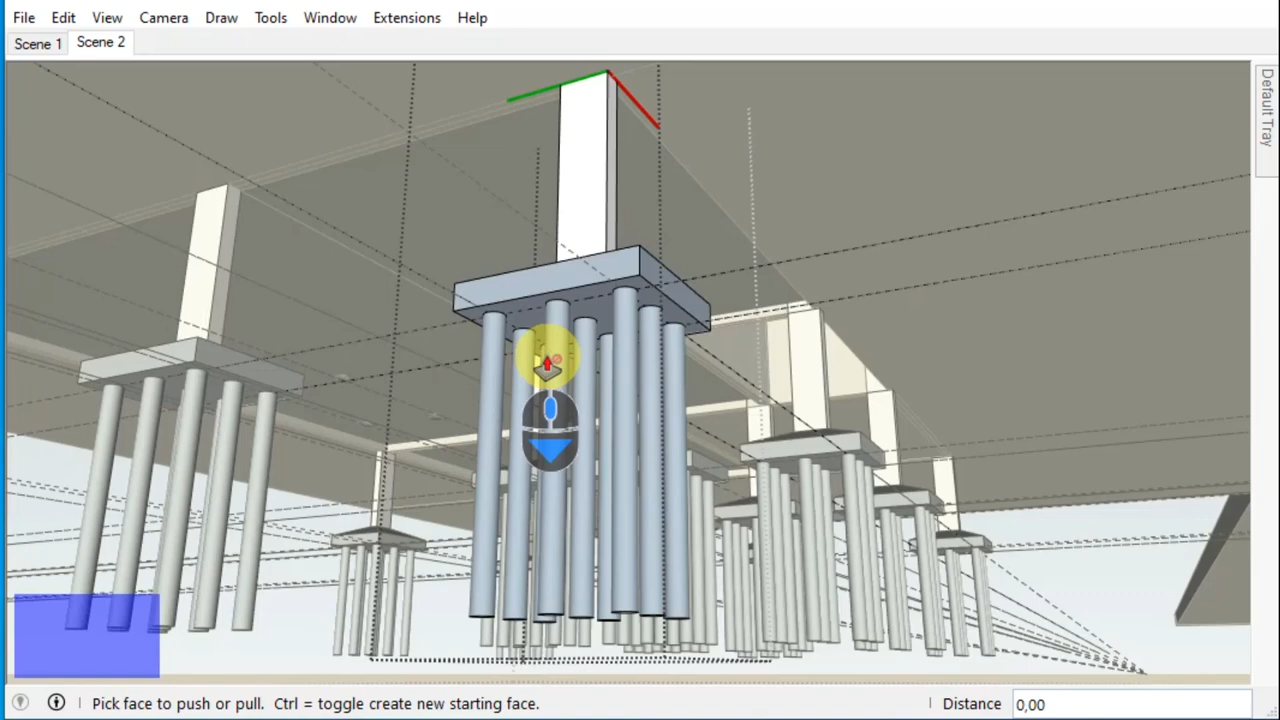 File Edit View Camera Draw Tools Window Extensions Help
Scene 1 Scene 2
Default Tray
Pick face to push or pull. Ctrl = toggle create new starting face. Distance 0,00